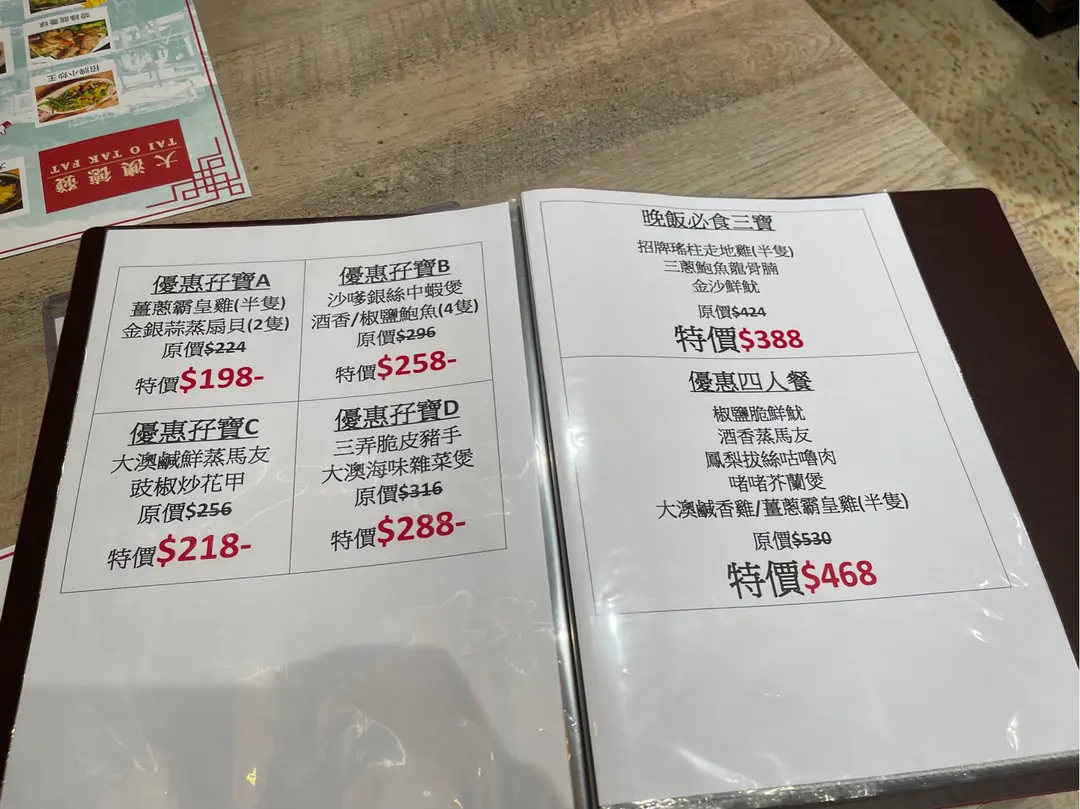 招牌小炒王
大澳德發
TAI O TAK FAT
優惠孖寶A
薑蔥霸皇雞(半隻)
金銀蒜蒸扇貝(2隻)
原價$224
特價$198-
優惠孖寶B
沙嗲銀絲中蝦煲
酒香/椒鹽鮑魚(4隻)
原價$296
特價$258-
優惠孖寶C
大澳鹹鮮蒸馬友
豉椒炒花甲
原價$256
特價$218-
優惠孖寶D
三弄脆皮豬手
大澳海味雜菜煲
原價$316
特價$288-
晚飯必食三寶
招牌瑤柱走地雞(半隻)
三蔥鮑魚龍骨腩
金沙鮮魷
原價$424
特價$388
優惠四人餐
椒鹽脆鮮魷
酒香蒸馬友
鳳梨拔絲咕嚕肉
啫啫芥蘭煲
大澳鹹香雞/薑蔥霸皇雞(半隻)
原價$530
特價$468